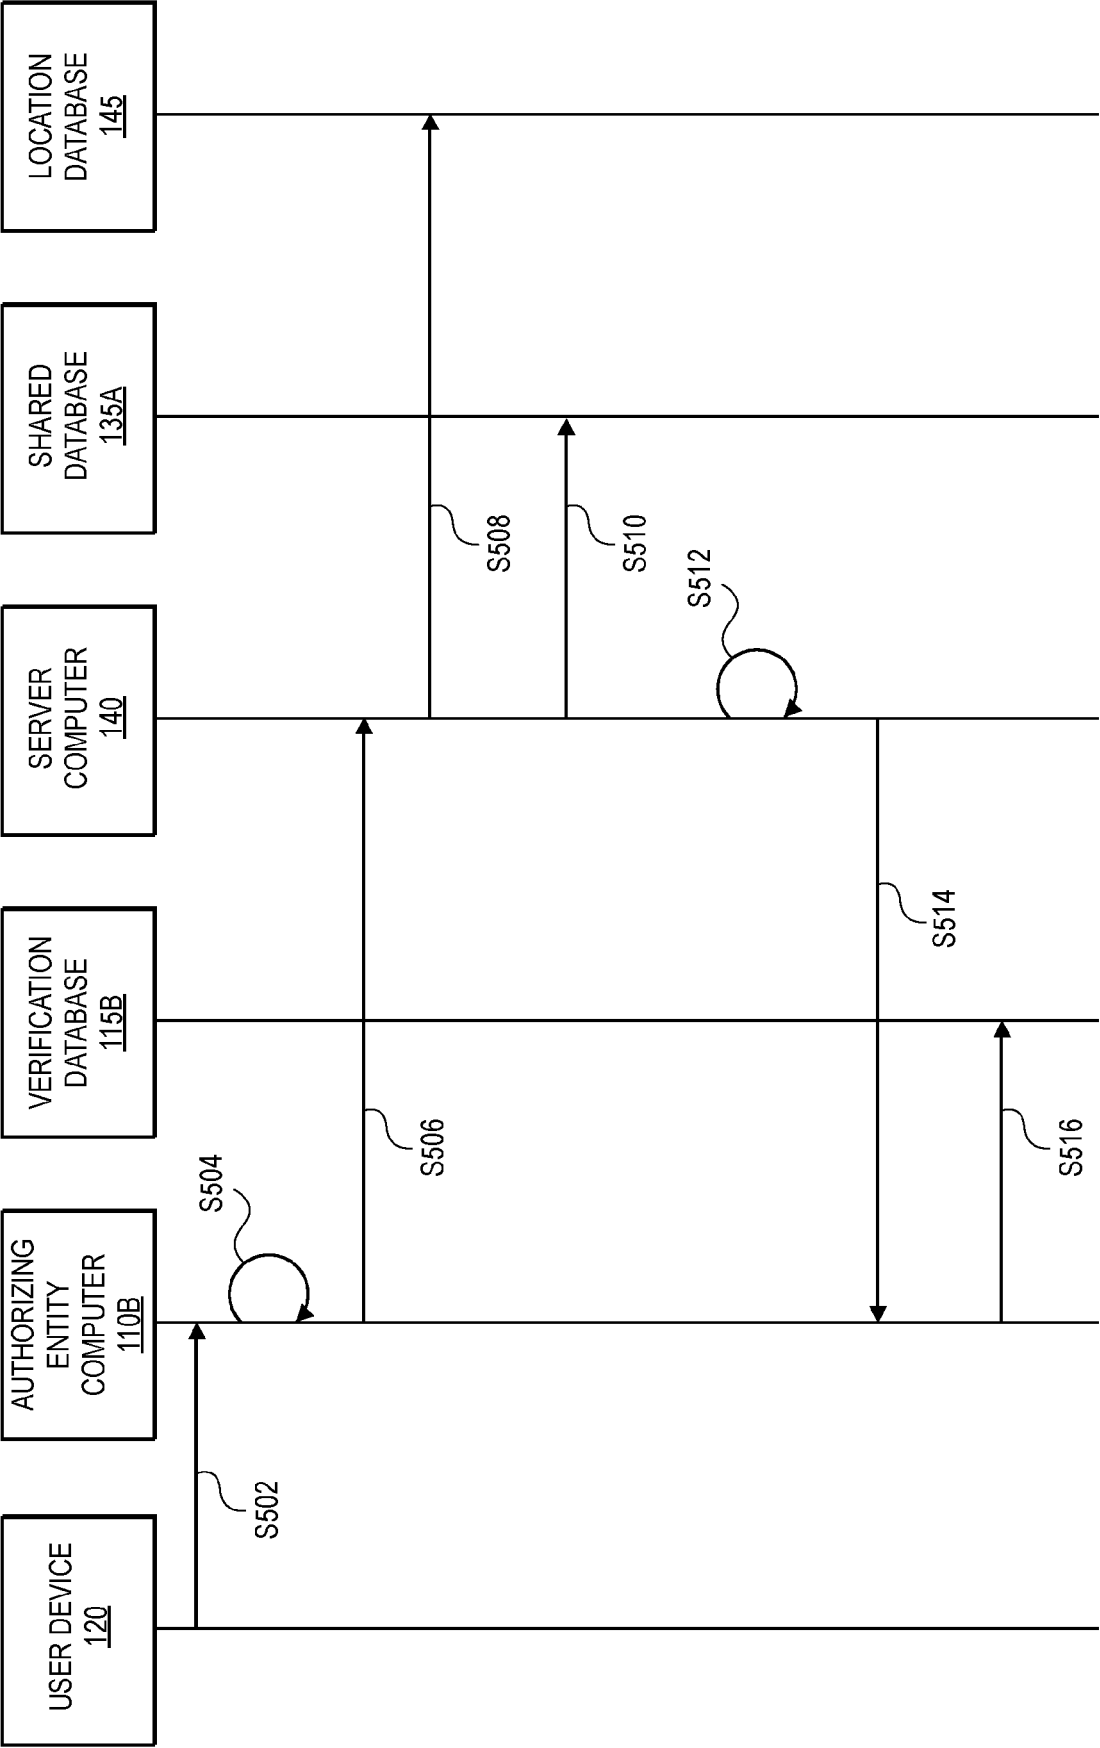 USER DEVICE
120
AUTHORIZING
ENTITY
COMPUTER
110B
VERIFICATION
DATABASE
115B
SERVER
COMPUTER
140
SHARED
DATABASE
135A
LOCATION
DATABASE
145
S502
S504
S506
S508
S510
S512
S514
S516